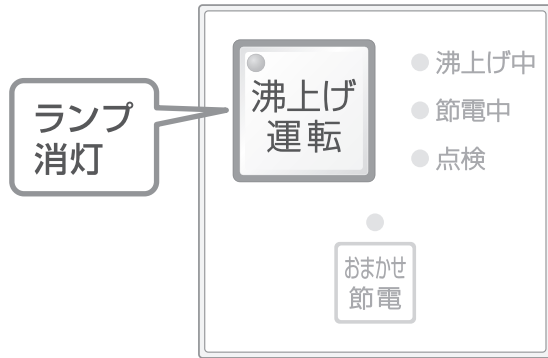 ランプ
消灯
沸上げ
運転
沸上げ中
節電中
点検
おまかせ
節電